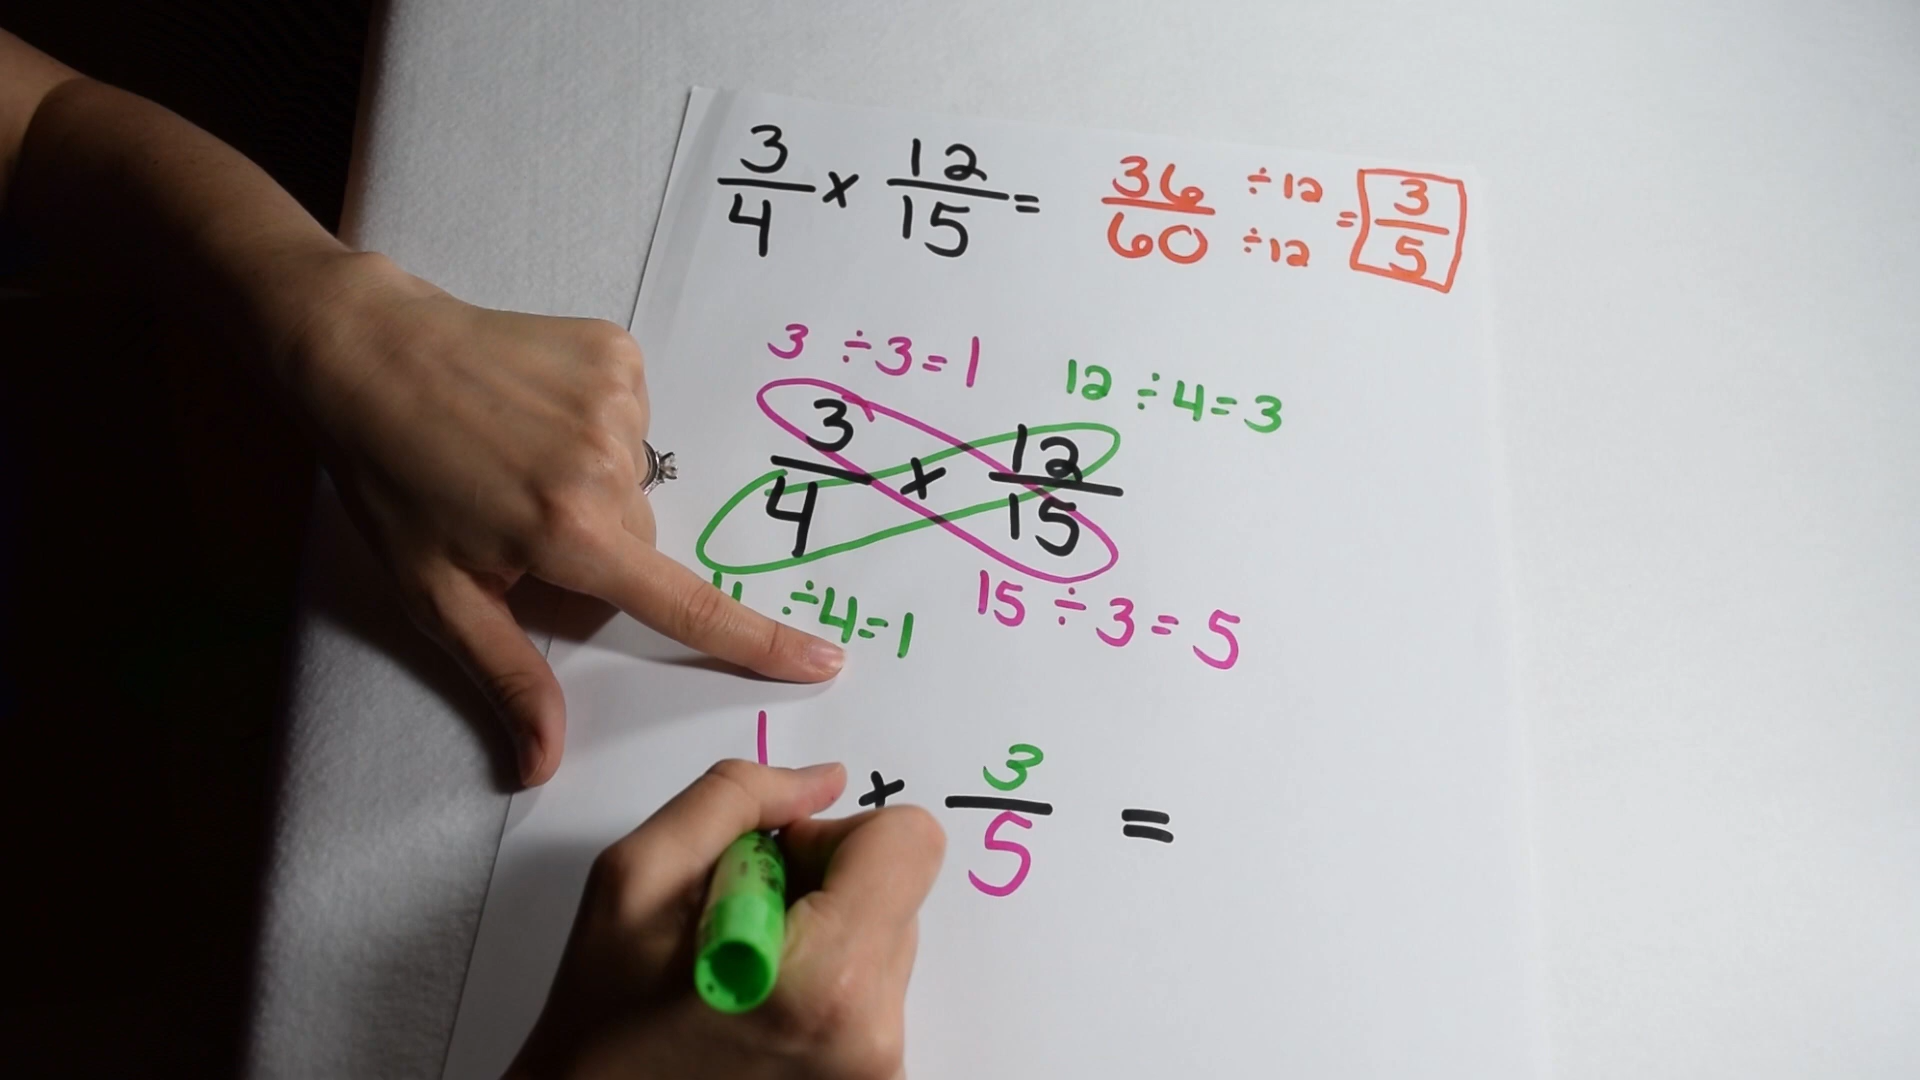 3/4 x 12/15 = 36/60 ÷12/÷12 = 3/5
3 ÷3=1
12 ÷4=3
3/4 x 12/15
÷4=1
15 ÷3=5
1 x 3/5 =